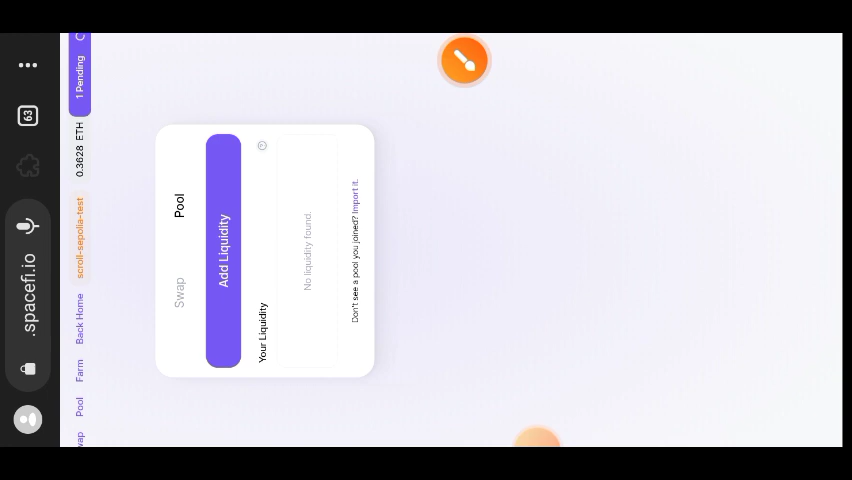 63
.spacefi.io
wap Pool Farm Back Home scroll-sepolia-test 0.3628 ETH 1 Pending
Swap Pool
Add Liquidity
Your Liquidity
No liquidity found.
Don't see a pool you joined? Import it.